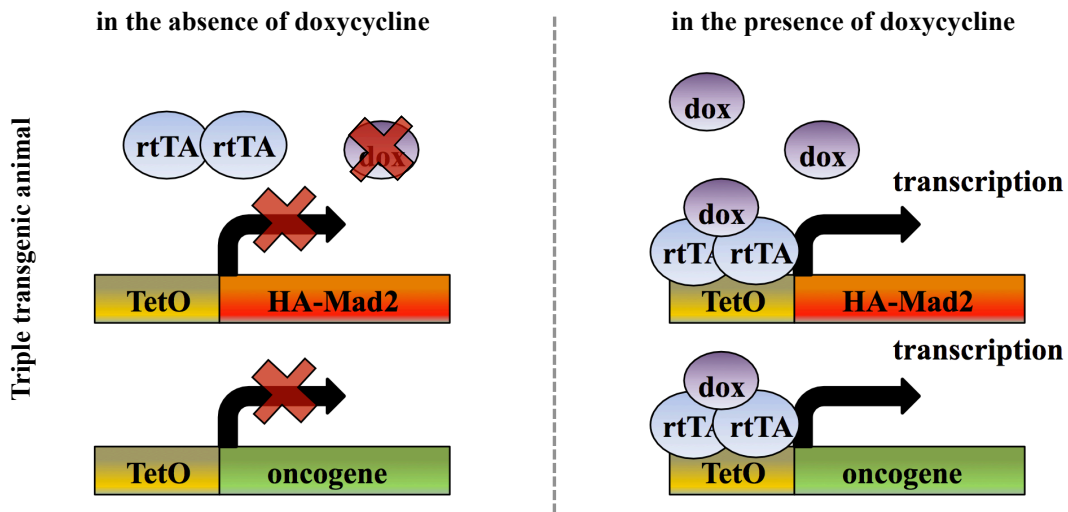 in the absence of doxycycline
in the presence of doxycycline
Triple transgenic animal
rtTA rtTA dox
TetO HA-Mad2
TetO oncogene
dox
dox
transcription
dox
rtTA rtTA
TetO HA-Mad2
transcription
dox
rtTA rtTA
TetO oncogene